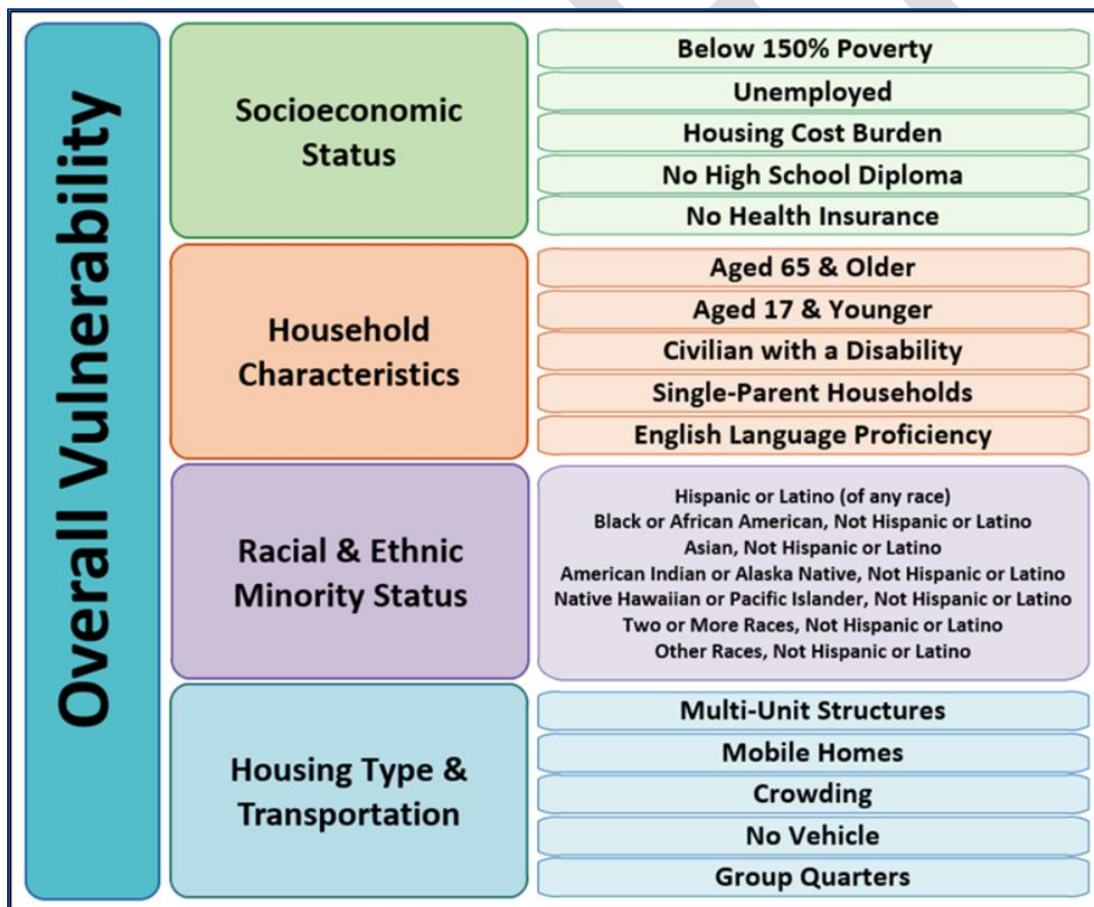 Overall Vulnerability
Socioeconomic
Status
Below 150% Poverty
Unemployed
Housing Cost Burden
No High School Diploma
No Health Insurance
Household
Characteristics
Aged 65 & Older
Aged 17 & Younger
Civilian with a Disability
Single-Parent Households
English Language Proficiency
Racial & Ethnic
Minority Status
Hispanic or Latino (of any race)
Black or African American, Not Hispanic or Latino
Asian, Not Hispanic or Latino
American Indian or Alaska Native, Not Hispanic or Latino
Native Hawaiian or Pacific Islander, Not Hispanic or Latino
Two or More Races, Not Hispanic or Latino
Other Races, Not Hispanic or Latino
Housing Type &
Transportation
Multi-Unit Structures
Mobile Homes
Crowding
No Vehicle
Group Quarters